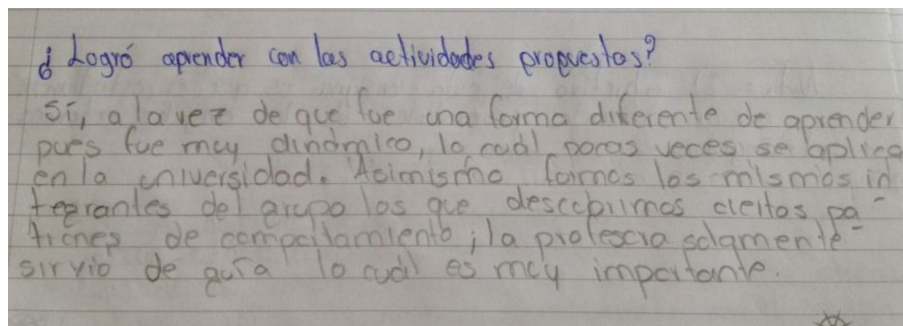 ¿Logró aprender con las actividades propuestas?
Sí, a la vez de que fue una forma diferente de aprender
pues fue muy dinámico, lo cuál pocas veces se aplica
en la universidad. Asimismo fuimos los mismos in
tegrantes del grupo los que descubrimos ciertos pa-
trones de comportamiento; la profesora solamente
sirvió de guía lo cuál es muy importante.